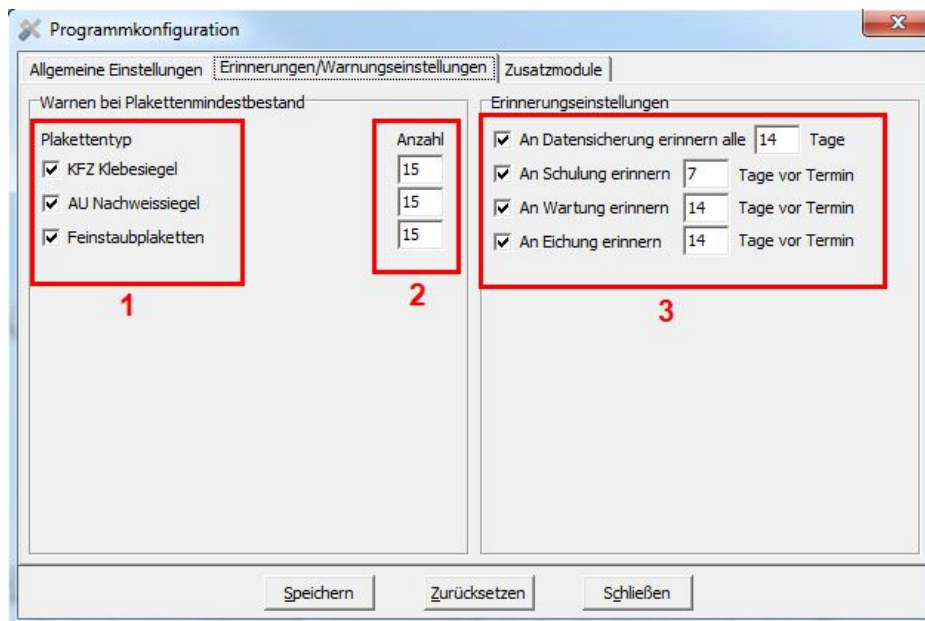 Programmkonfiguration
X
Allgemeine Einstellungen Erinnerungen/Warnungseinstellungen Zusatzmodule
Warnen bei Plakettenmindestbestand
Plakettentyp Anzahl
KFZ Klebesiegel 15
AU Nachweissiegel 15
Feinstaubplaketten 15
1
2
Erinnerungseinstellungen
An Datensicherung erinnern alle 14 Tage
An Schulung erinnern 7 Tage vor Termin
An Wartung erinnern 14 Tage vor Termin
An Eichung erinnern 14 Tage vor Termin
3
Speichern Zurücksetzen Schließen